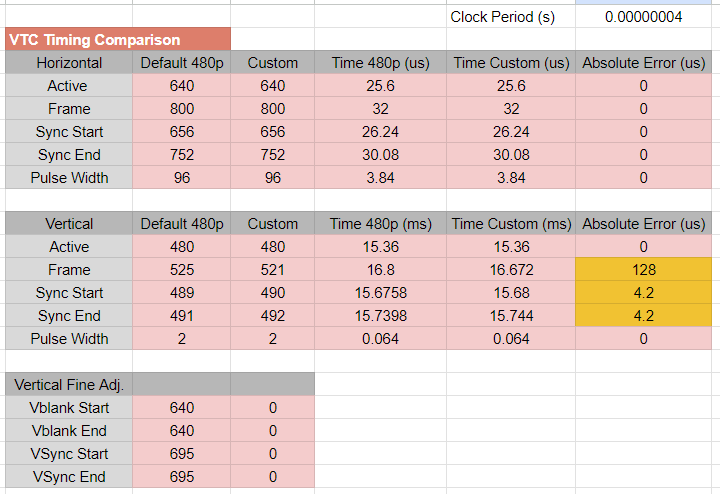 Clock Period (s) 0.00000004
VTC Timing Comparison
Horizontal Default 480p Custom Time 480p (us) Time Custom (us) Absolute Error (us)
Active 640 640 25.6 25.6 0
Frame 800 800 32 32 0
Sync Start 656 656 26.24 26.24 0
Sync End 752 752 30.08 30.08 0
Pulse Width 96 96 3.84 3.84 0
Vertical Default 480p Custom Time 480p (ms) Time Custom (ms) Absolute Error (us)
Active 480 480 15.36 15.36 0
Frame 525 521 16.8 16.672 128
Sync Start 489 490 15.6758 15.68 4.2
Sync End 491 492 15.7398 15.744 4.2
Pulse Width 2 2 0.064 0.064 0
Vertical Fine Adj.
Vblank Start 640 0
Vblank End 640 0
VSync Start 695 0
VSync End 695 0